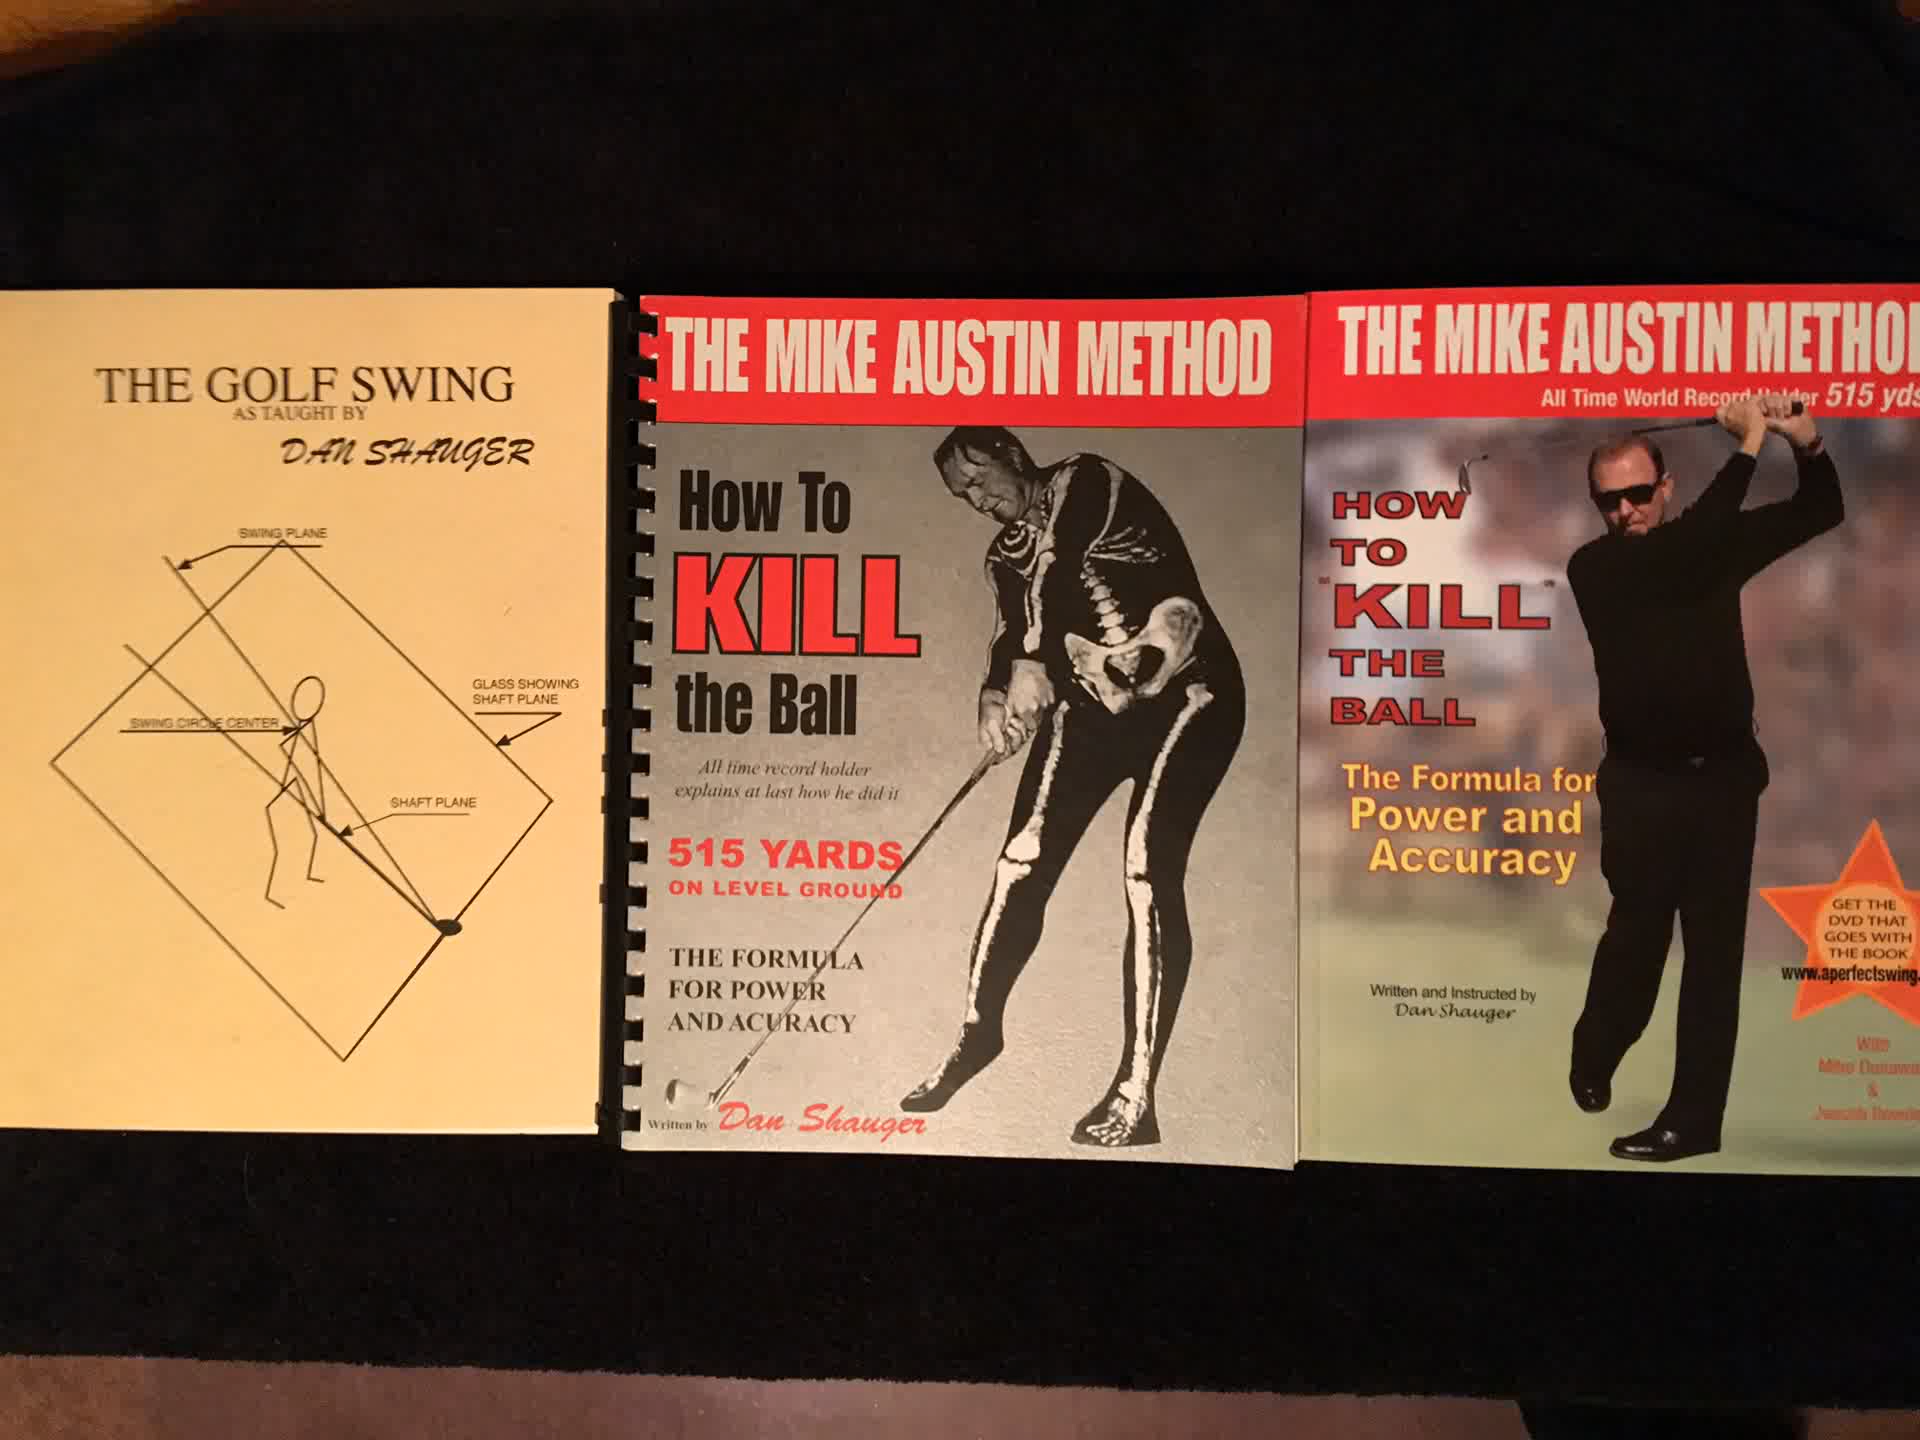 THE GOLF SWING
AS TAUGHT BY
DAN SHAUGER
SWING PLANE
GLASS SHOWING
SHAFT PLANE
SWING CIRCLE CENTER
SHAFT PLANE
THE MIKE AUSTIN METHOD
How To
KILL
the Ball
All time record holder
explains at last how he did it
515 YARDS
ON LEVEL GROUND
THE FORMULA
FOR POWER
AND ACURACY
Written by Dan Shauger
THE MIKE AUSTIN METHOD
All Time World Record Holder 515 yds
HOW
TO
"KILL"
THE
BALL
The Formula for
Power and
Accuracy
GET THE
DVD THAT
GOES WITH
THE BOOK
www.aperfectswing.
Written and Instructed by
Dan Shauger
With
Mike
&